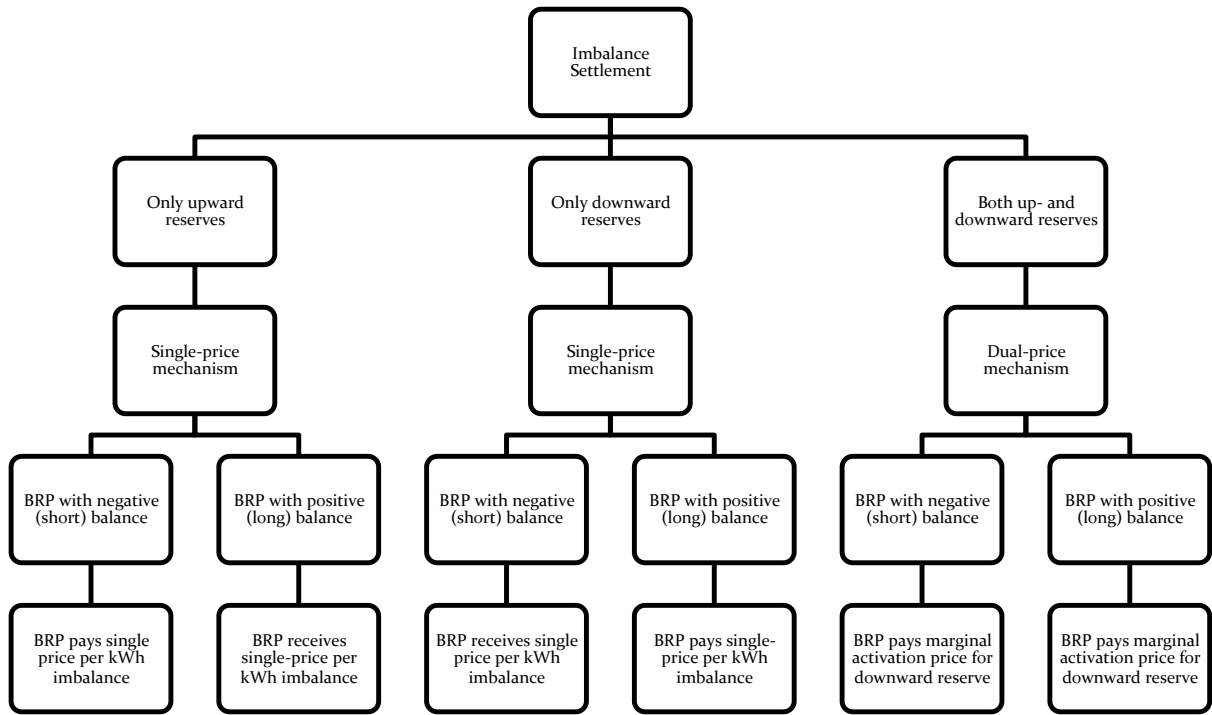 Imbalance
Settlement
Only upward
reserves
Only downward
reserves
Both up- and
downward reserves
Single-price
mechanism
Single-price
mechanism
Dual-price
mechanism
BRP with negative
(short) balance
BRP with positive
(long) balance
BRP with negative
(short) balance
BRP with positive
(long) balance
BRP with negative
(short) balance
BRP with positive
(long) balance
BRP pays single
price per kWh
imbalance
BRP receives
single-price per
kWh imbalance
BRP receives single
price per kWh
imbalance
BRP pays single-
price per kWh
imbalance
BRP pays marginal
activation price for
downward reserve
BRP pays marginal
activation price for
downward reserve